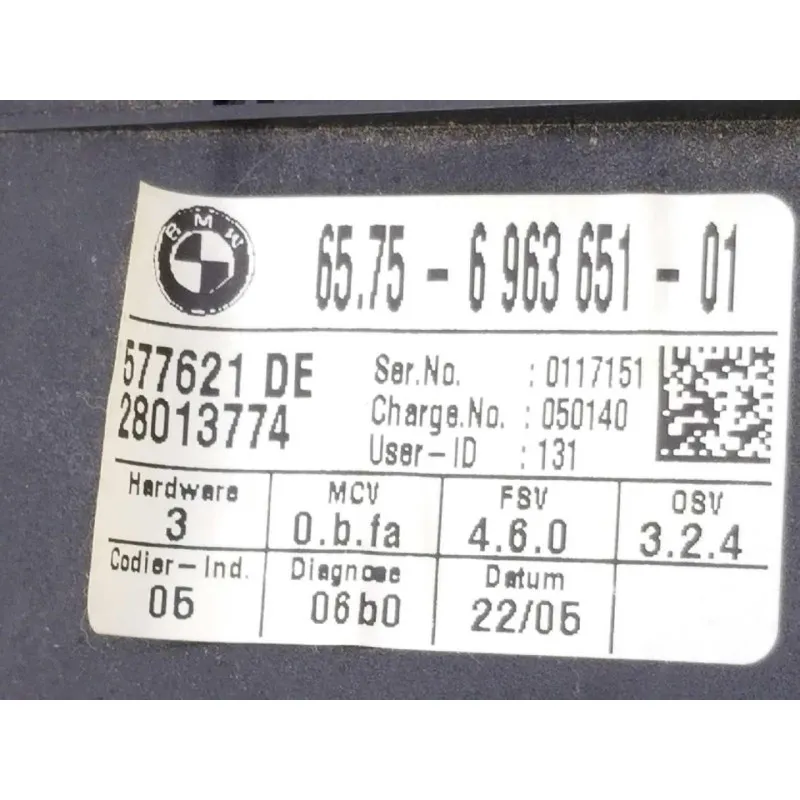 BMW
65.75 - 6 963 651 - 01
577621 DE
28013774
Ser.No. : 0117151
Charge.No. : 050140
User-ID : 131
Hardware MCV FSV OSV
3 0.b.fa 4.6.0 3.2.4
Codier-Ind. Diagnose Datum
05 06b0 22/05